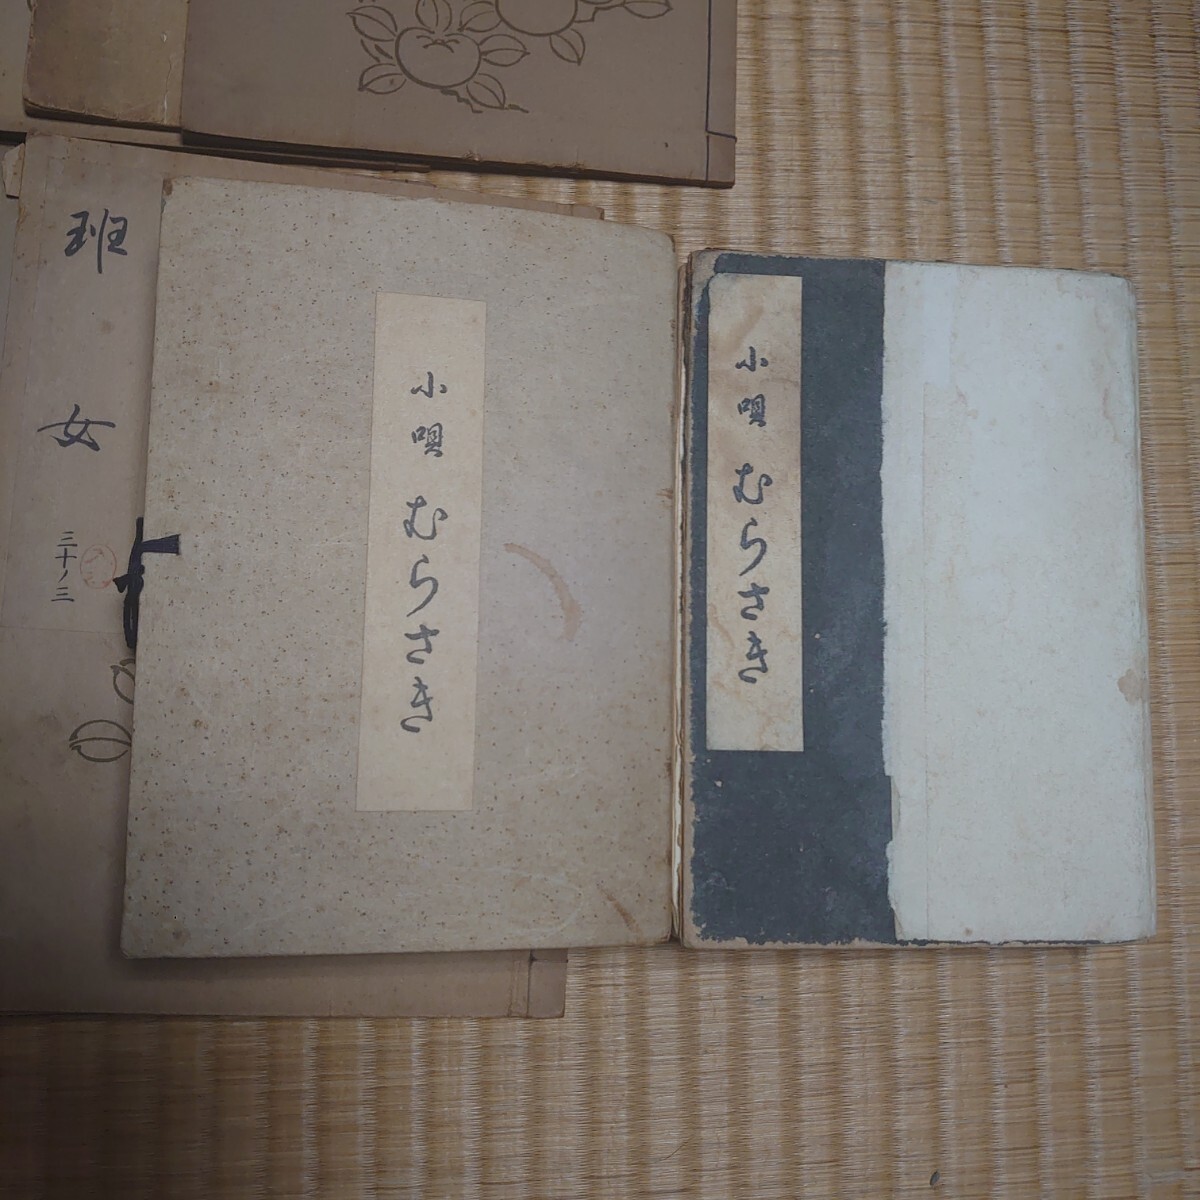 小唄 むらさき
小唄 むらさき
班女
三十ノ三